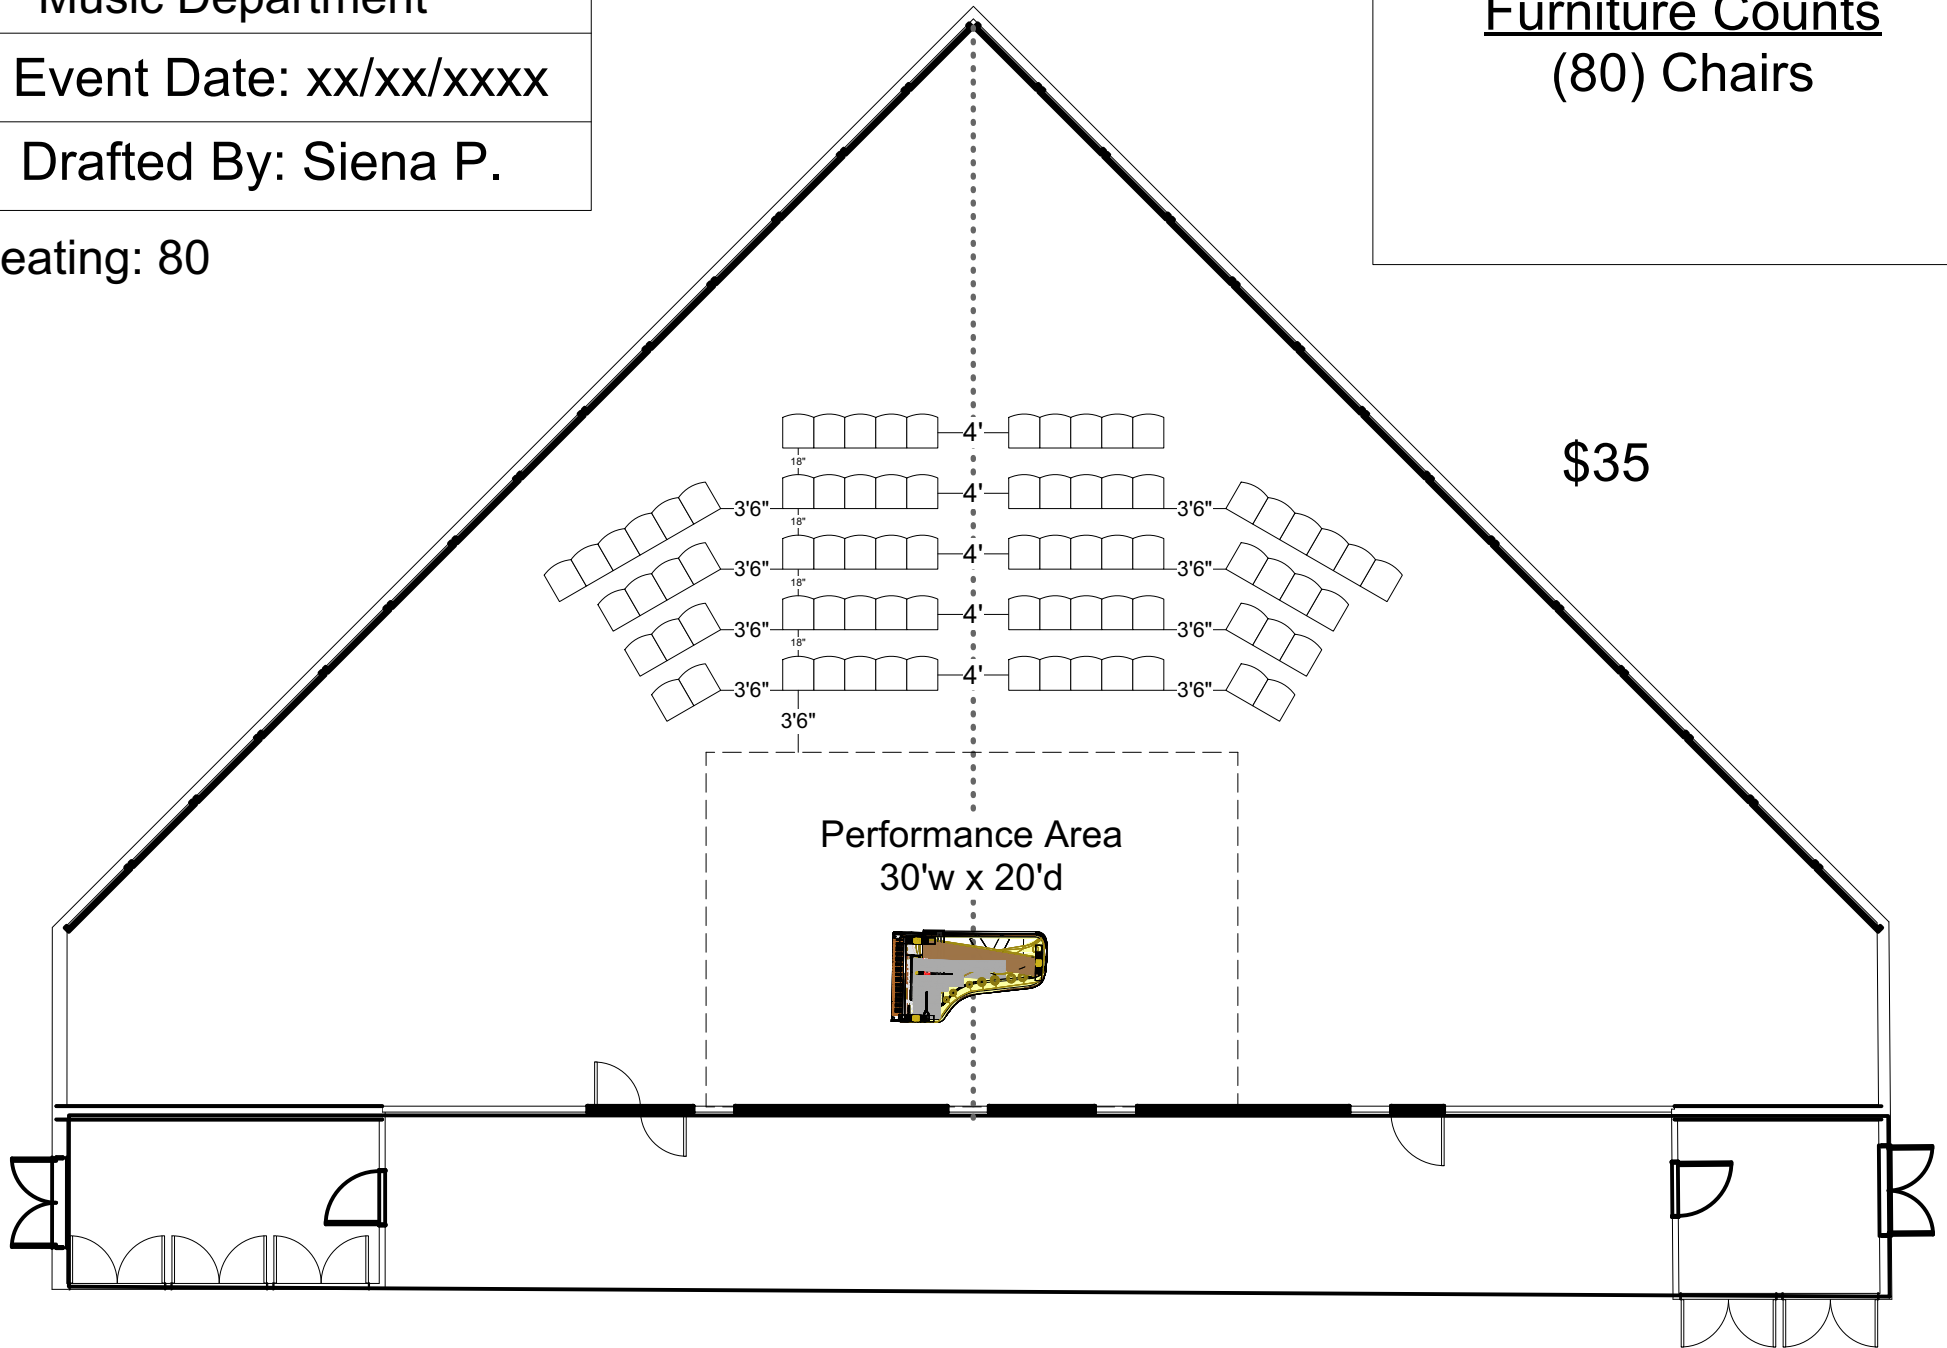 Music Department
Event Date: xx/xx/xxxx
Drafted By: Siena P.
eating: 80
Furniture Counts
(80) Chairs
$35
4'
18"
3'6" 4' 3'6"
18"
3'6" 4' 3'6"
18"
3'6" 4' 3'6"
18"
3'6" 4' 3'6"
3'6"
Performance Area
30'w x 20'd